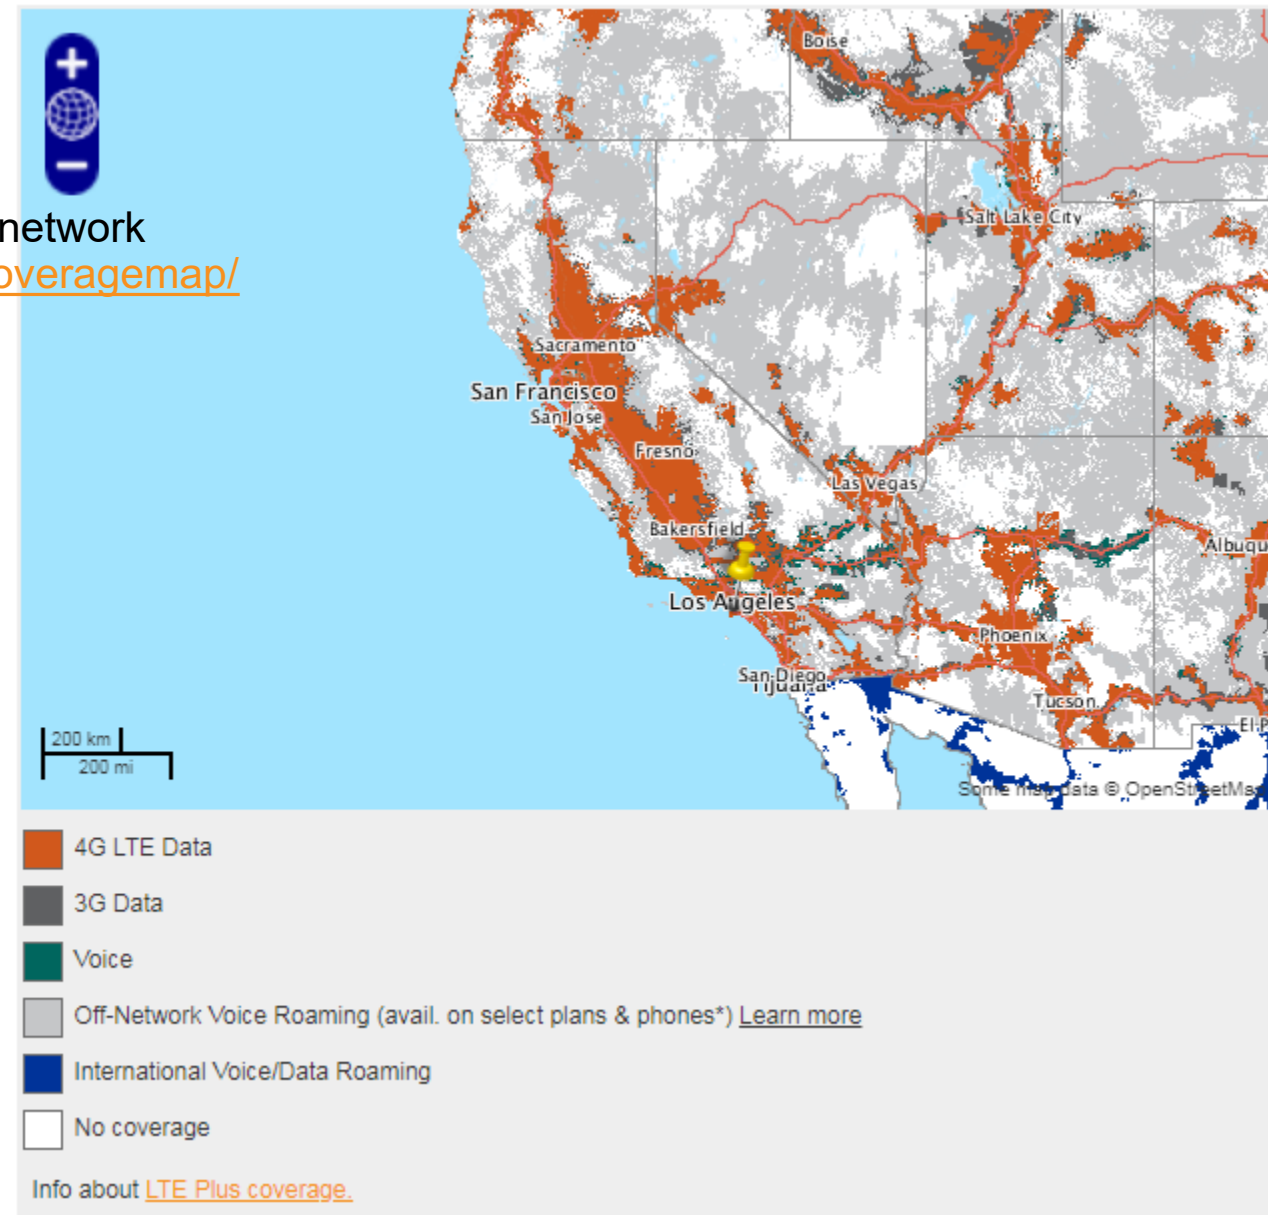 Boise
network
overagemap/
Salt Lake City
Sacramento
San Francisco
San Jose
Fresno
Las Vegas
Bakersfield
Albuqu
Los Angeles
Phoenix
San Diego
Tijuana
Tucson
El P
200 km
200 mi
Some map data © OpenStreetMa
4G LTE Data
3G Data
Voice
Off-Network Voice Roaming (avail. on select plans & phones*) Learn more
International Voice/Data Roaming
No coverage
Info about LTE Plus coverage.